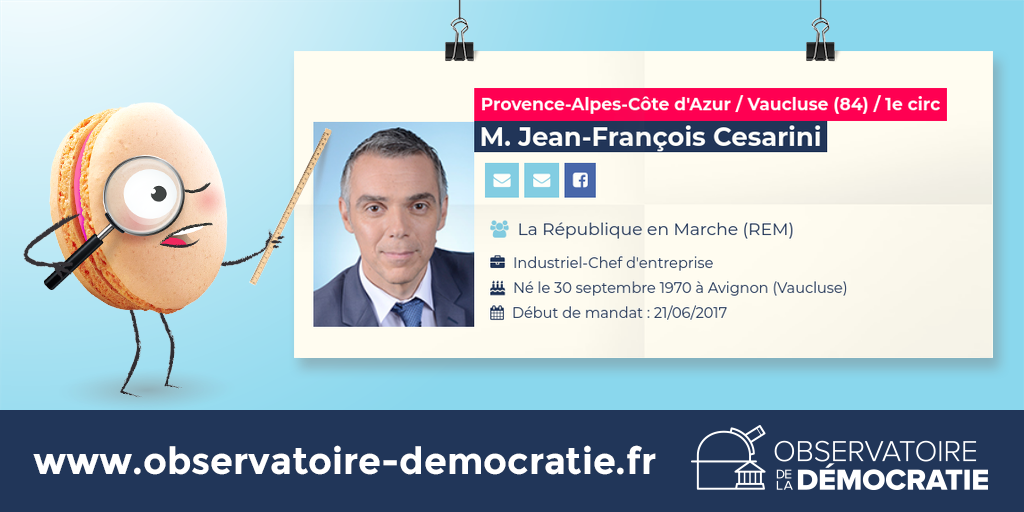 Provence-Alpes-Côte d'Azur / Vaucluse (84) / 1e circ
M. Jean-François Cesarini
La République en Marche (REM)
Industriel-Chef d'entreprise
Né le 30 septembre 1970 à Avignon (Vaucluse)
Début de mandat : 21/06/2017
www.observatoire-democratie.fr
OBSERVATOIRE
DE LA DÉMOCRATIE